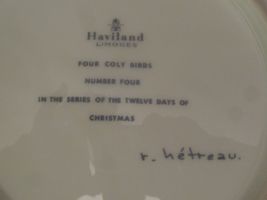 Haviland
LIMOGES
FOUR COLY BIRDS
NUMBER FOUR
IN THE SERIES OF THE TWELVE DAYS OF
CHRISTMAS
r. hétreau.